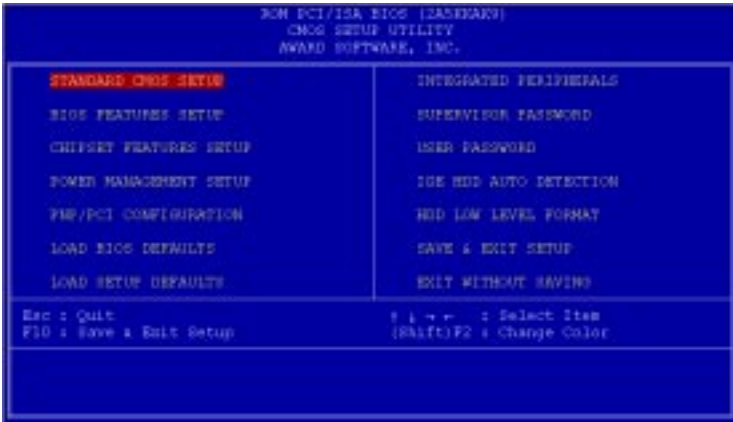 ROM PCI/ISA BIOS
CMOS SETUP UTILITY
AWARD SOFTWARE, INC.
STANDARD CMOS SETUP
BIOS FEATURES SETUP
CHIPSET FEATURES SETUP
POWER MANAGEMENT SETUP
PNP/PCI CONFIGURATION
LOAD BIOS DEFAULTS
LOAD SETUP DEFAULTS
INTEGRATED PERIPHERALS
SUPERVISOR PASSWORD
USER PASSWORD
IDE HDD AUTO DETECTION
HDD LOW LEVEL FORMAT
SAVE & EXIT SETUP
EXIT WITHOUT SAVING
Esc : Quit
F10 : Save & Exit Setup
↑ ↓ → ← : Select Item
(Shift)F2 : Change Color